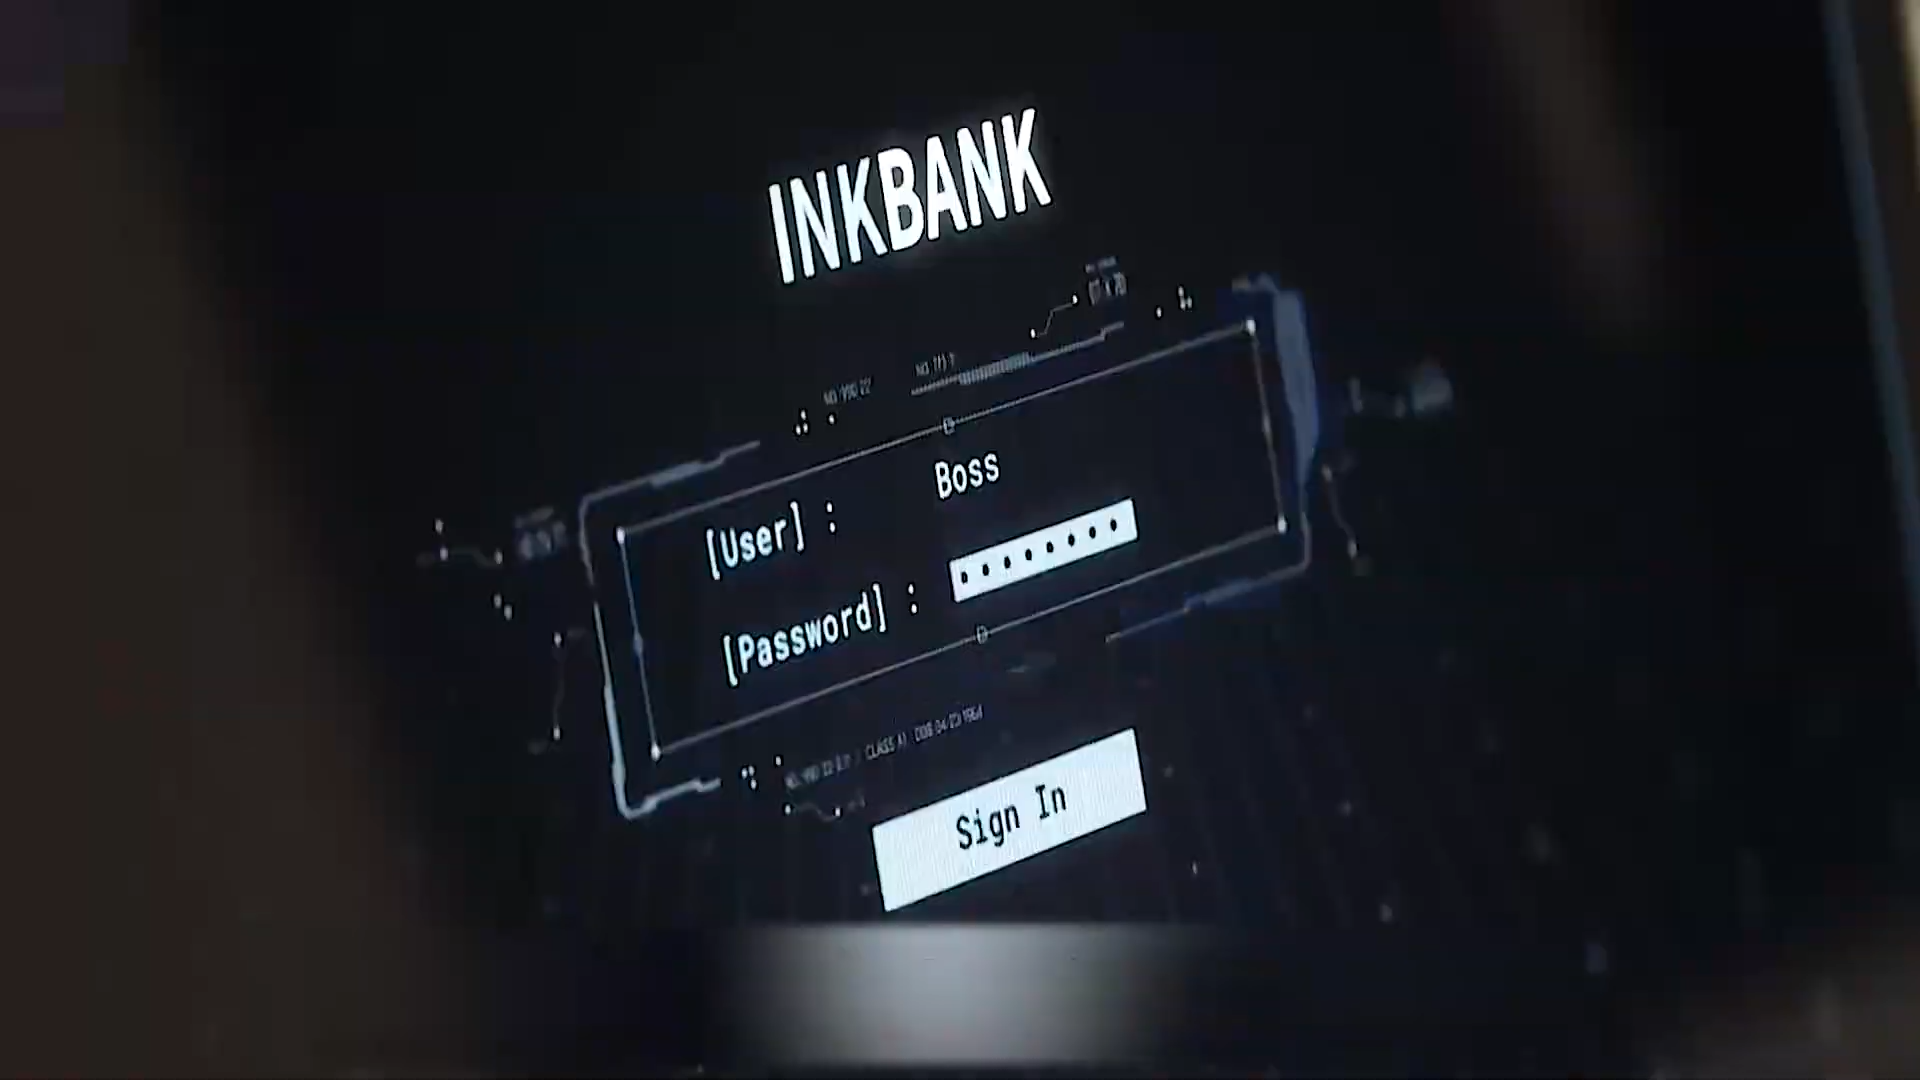 INKBANK
[User] : Boss
[Password] : ••••••••
Sign In